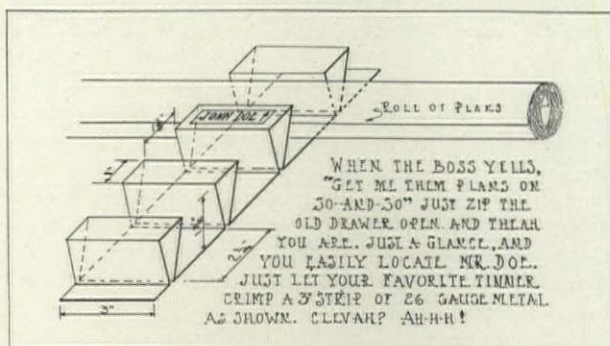 ROLL OF PLANS
JOHN DOE
WHEN THE BOSS YELLS,
"GET ME THEM PLANS ON
SO-AND-SO" JUST ZIP THE
OLD DRAWER OPEN AND THEAH
YOU ARE. JUST A GLANCE, AND
YOU EASILY LOCATE MR. DOE.
JUST LET YOUR FAVORITE TINNER
CRIMP A 3" STRIP OF 26 GAUGE METAL
AS SHOWN. CLEVAH? AH-H-H!
3"